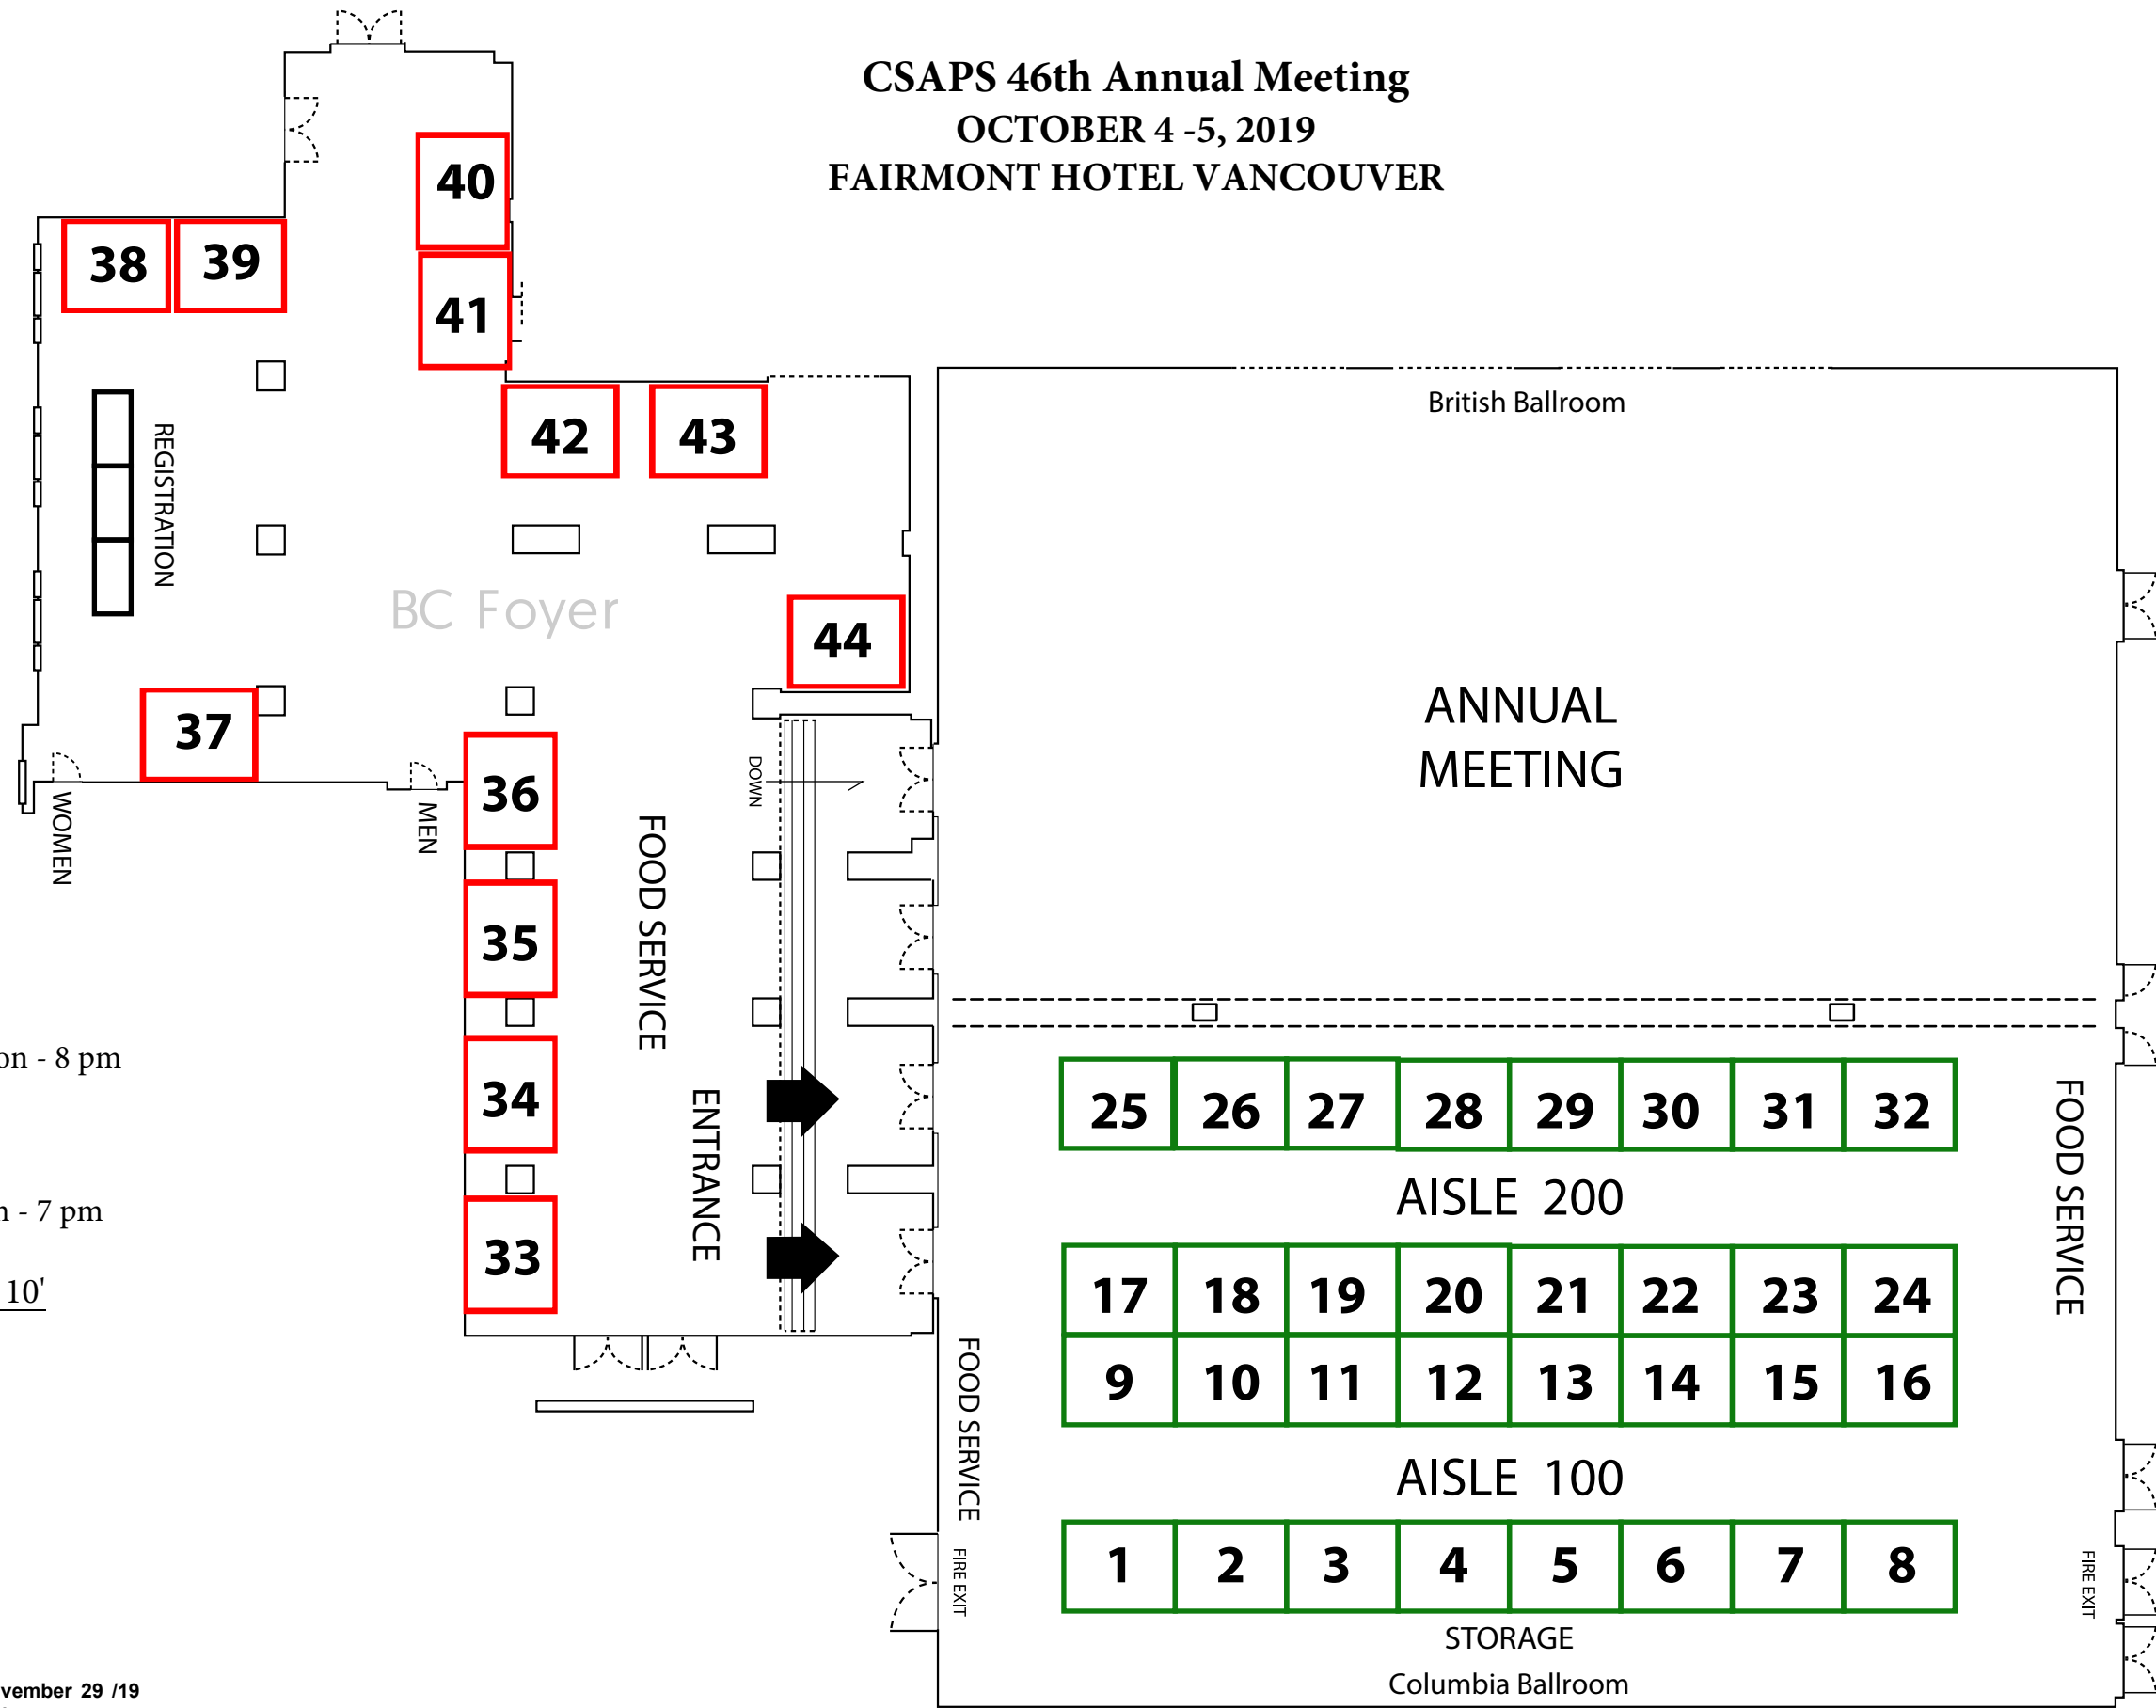 CSAPS 46th Annual Meeting
OCTOBER 4 -5, 2019
FAIRMONT HOTEL VANCOUVER
40
38 39
41
42 43
British Ballroom
REGISTRATION
BC Foyer
44
37
ANNUAL
MEETING
36
DOWN
WOMEN
MEN
FOOD SERVICE
35
- 8 pm
34
ENTRANCE
25 26 27 28 29 30 31 32
FOOD SERVICE
AISLE 200
- 7 pm
33
10'
17 18 19 20 21 22 23 24
9 10 11 12 13 14 15 16
FOOD SERVICE
AISLE 100
1 2 3 4 5 6 7 8
FIRE EXIT
FIRE EXIT
STORAGE
Columbia Ballroom
vember 29 /19